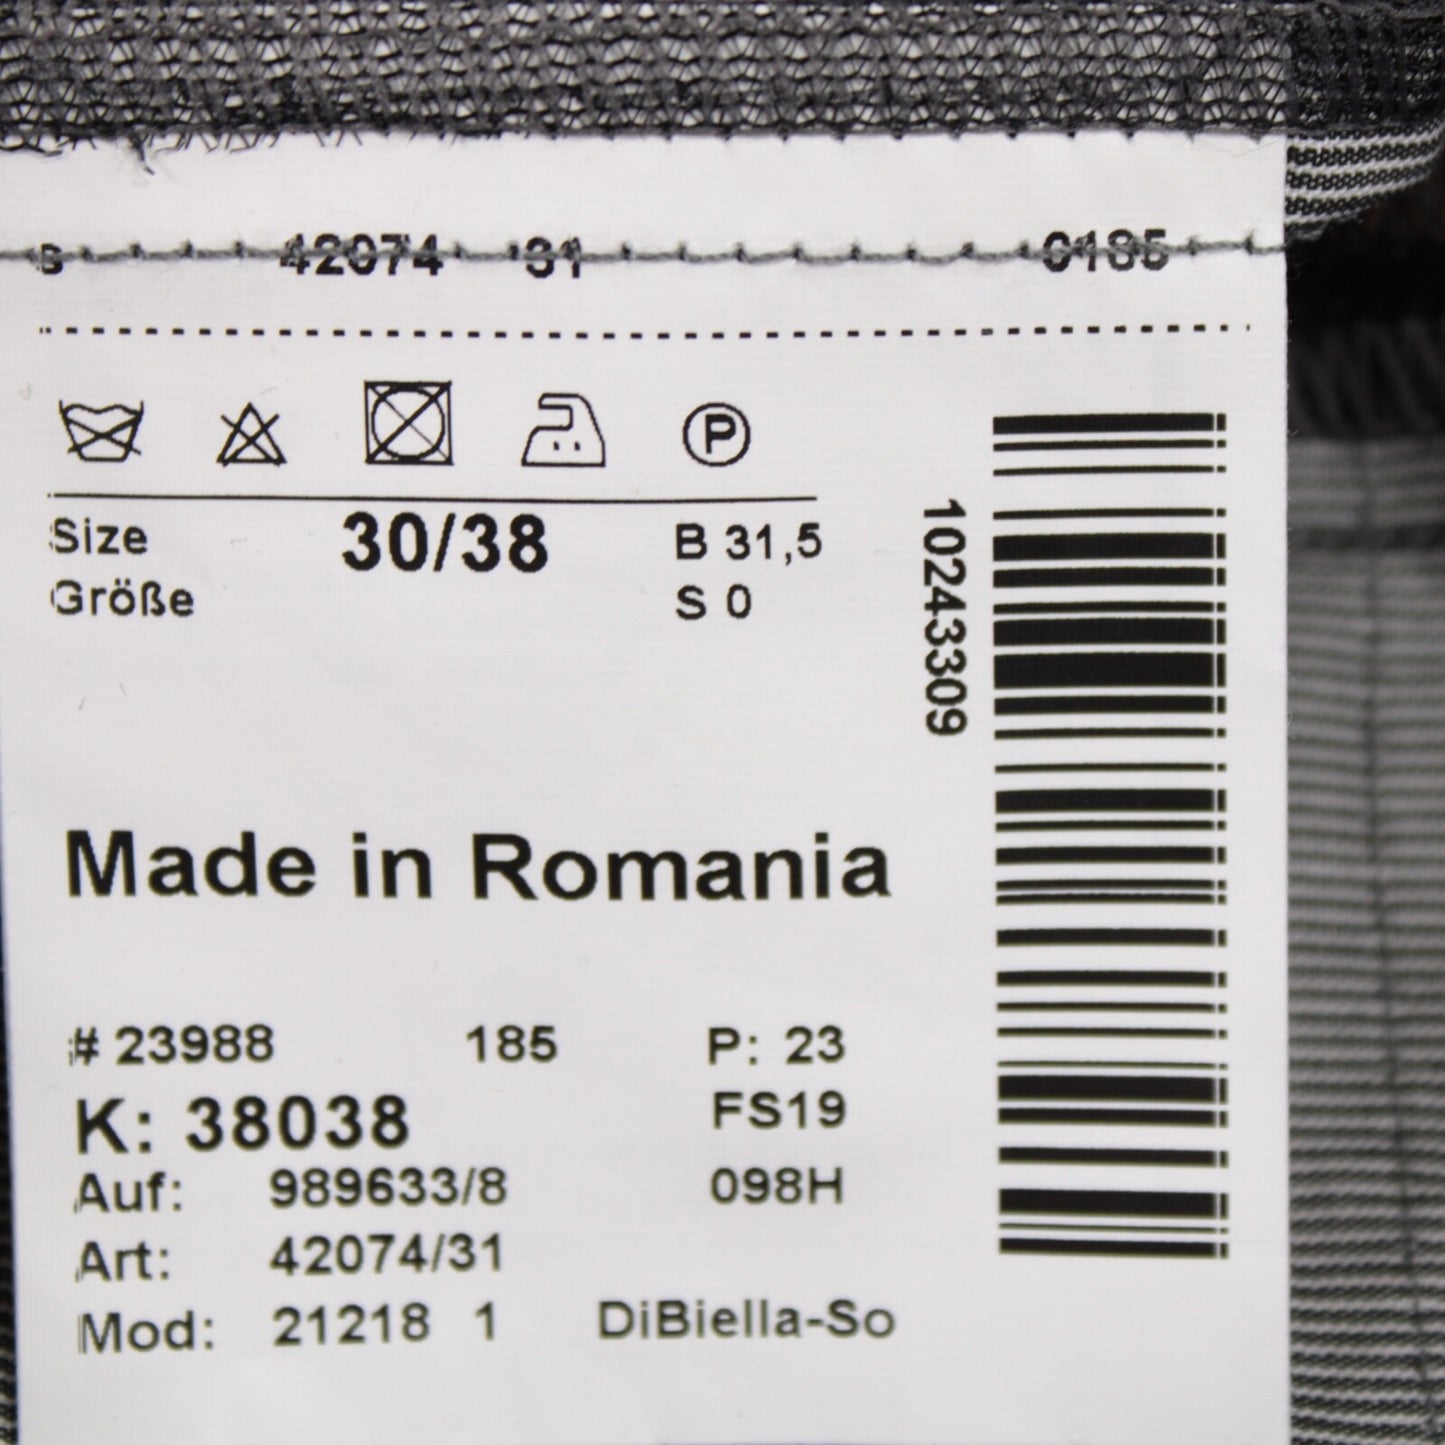 s 42074 31 0185
P
Size 30/38 B 31,5
Größe S 0
10243309
Made in Romania
# 23988 185 P: 23
K: 38038 FS19
Auf: 989633/8 098H
Art: 42074/31
Mod: 21218 1 DiBiella-So